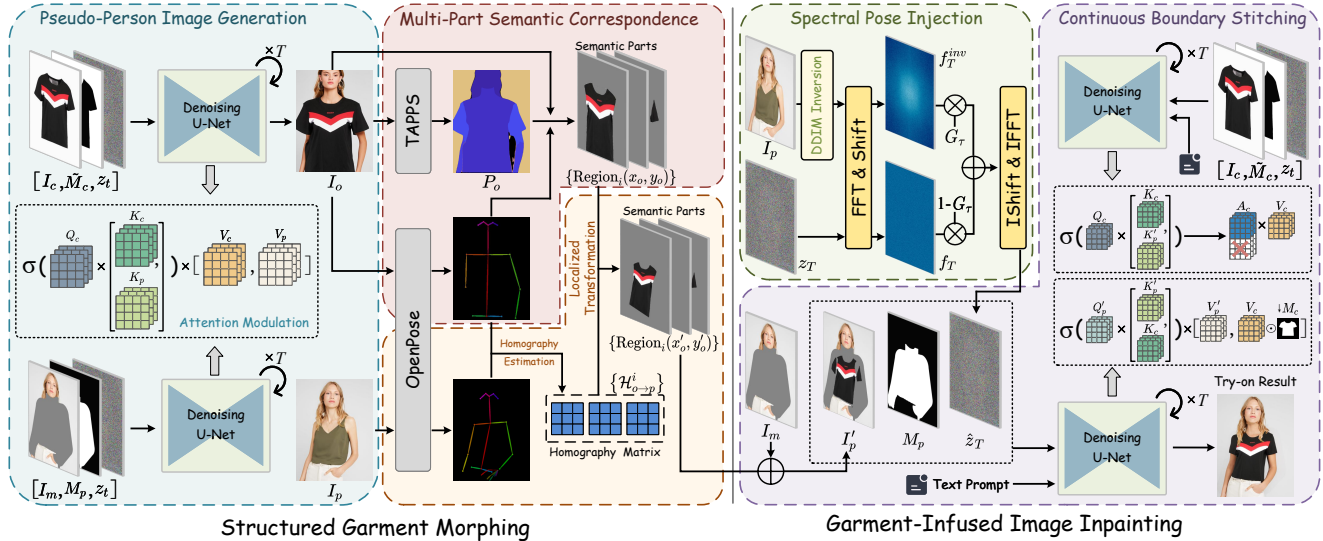 Pseudo-Person Image Generation
× T
Denoising
U-Net
[I_c, M̃_c, z_t]
I_o
Q_c
K_c
K_p
V_c
V_p
σ( × [ , ] ) × [ , ]
Attention Modulation
× T
Denoising
U-Net
[I_m, M_p, z_t]
I_p
Multi-Part Semantic Correspondence
Semantic Parts
TAPPS
P_o
{Region_i(x_o, y_o)}
Semantic Parts
Localized
Transformation
{Region_i(x'_o, y'_o)}
OpenPose
Homography
Estimation
{H^i_{o→p}}
Homography Matrix
Structured Garment Morphing
Spectral Pose Injection
I_p
DDIM Inversion
FFT & Shift
f_T^{inv}
G_τ
1-G_τ
f_T
z_T
IShift & IFFT
Continuous Boundary Stitching
× T
Denoising
U-Net
[I_c, M̃_c, z_t]
Q_c
K_c
K'_p
A_c
V_c
σ( × [ , ] ) ×
Q'_p
K'_p
K_c
V'_p
V_c
↓M_c
σ( × [ , ] ) × [ , ⊙ ]
I_m
I'_p
M_p
ẑ_T
Text Prompt
× T
Denoising
U-Net
Try-on Result
Garment-Infused Image Inpainting